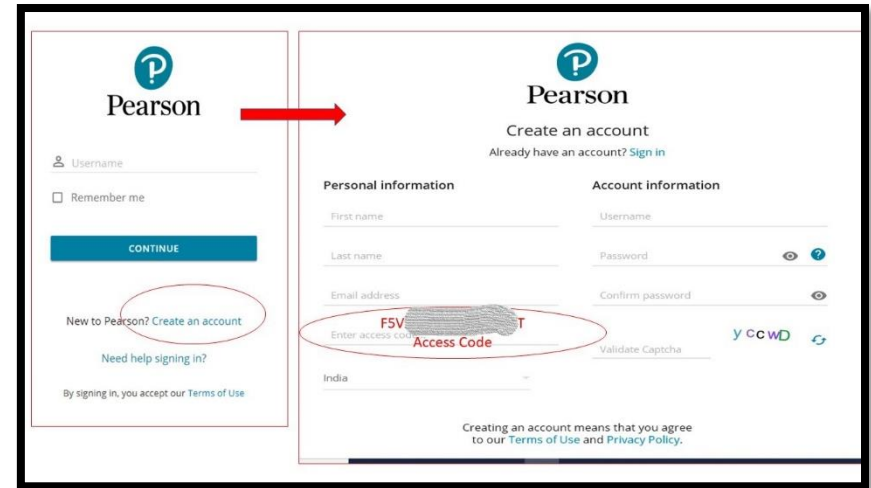 Pearson
Username
Remember me
CONTINUE
New to Pearson? Create an account
Need help signing in?
By signing in, you accept our Terms of Use
Pearson
Create an account
Already have an account? Sign in
Personal information
First name
Last name
Email address
F5V T
Enter access
Access Code
India
Account information
Username
Password
Confirm password
Validate Captcha
y c c w D
Creating an account means that you agree
to our Terms of Use and Privacy Policy.